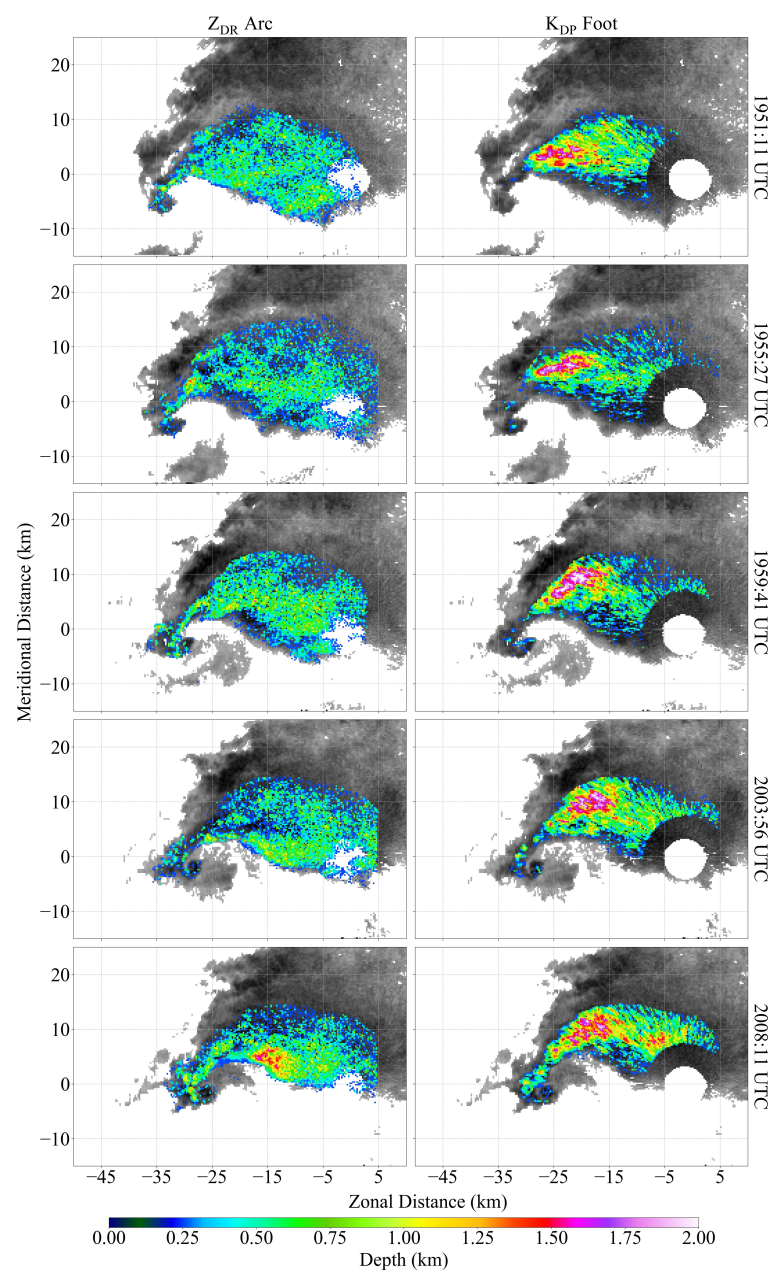 Z_DR Arc
K_DP Foot
20
10
0
−10
1951:11 UTC
20
10
0
−10
1955:27 UTC
20
10
0
−10
1959:41 UTC
20
10
0
−10
2003:56 UTC
20
10
0
−10
2008:11 UTC
Meridional Distance (km)
−45 −35 −25 −15 −5 5
−45 −35 −25 −15 −5 5
Zonal Distance (km)
0.00 0.25 0.50 0.75 1.00 1.25 1.50 1.75 2.00
Depth (km)